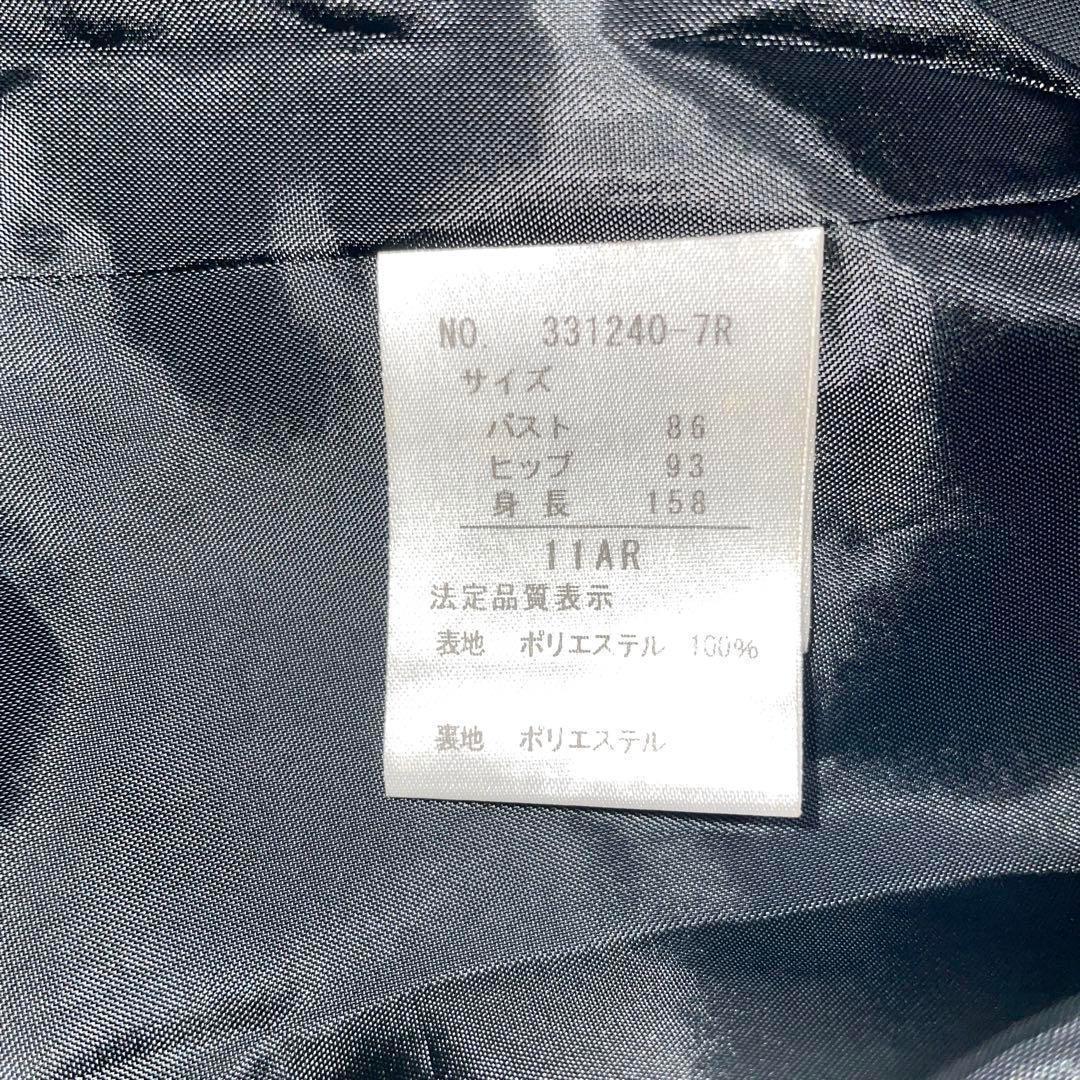 NO. 331240-7R
サイズ
バスト 86
ヒップ 93
身長 158
11AR
法定品質表示
表地 ポリエステル 100%
裏地 ポリエステル